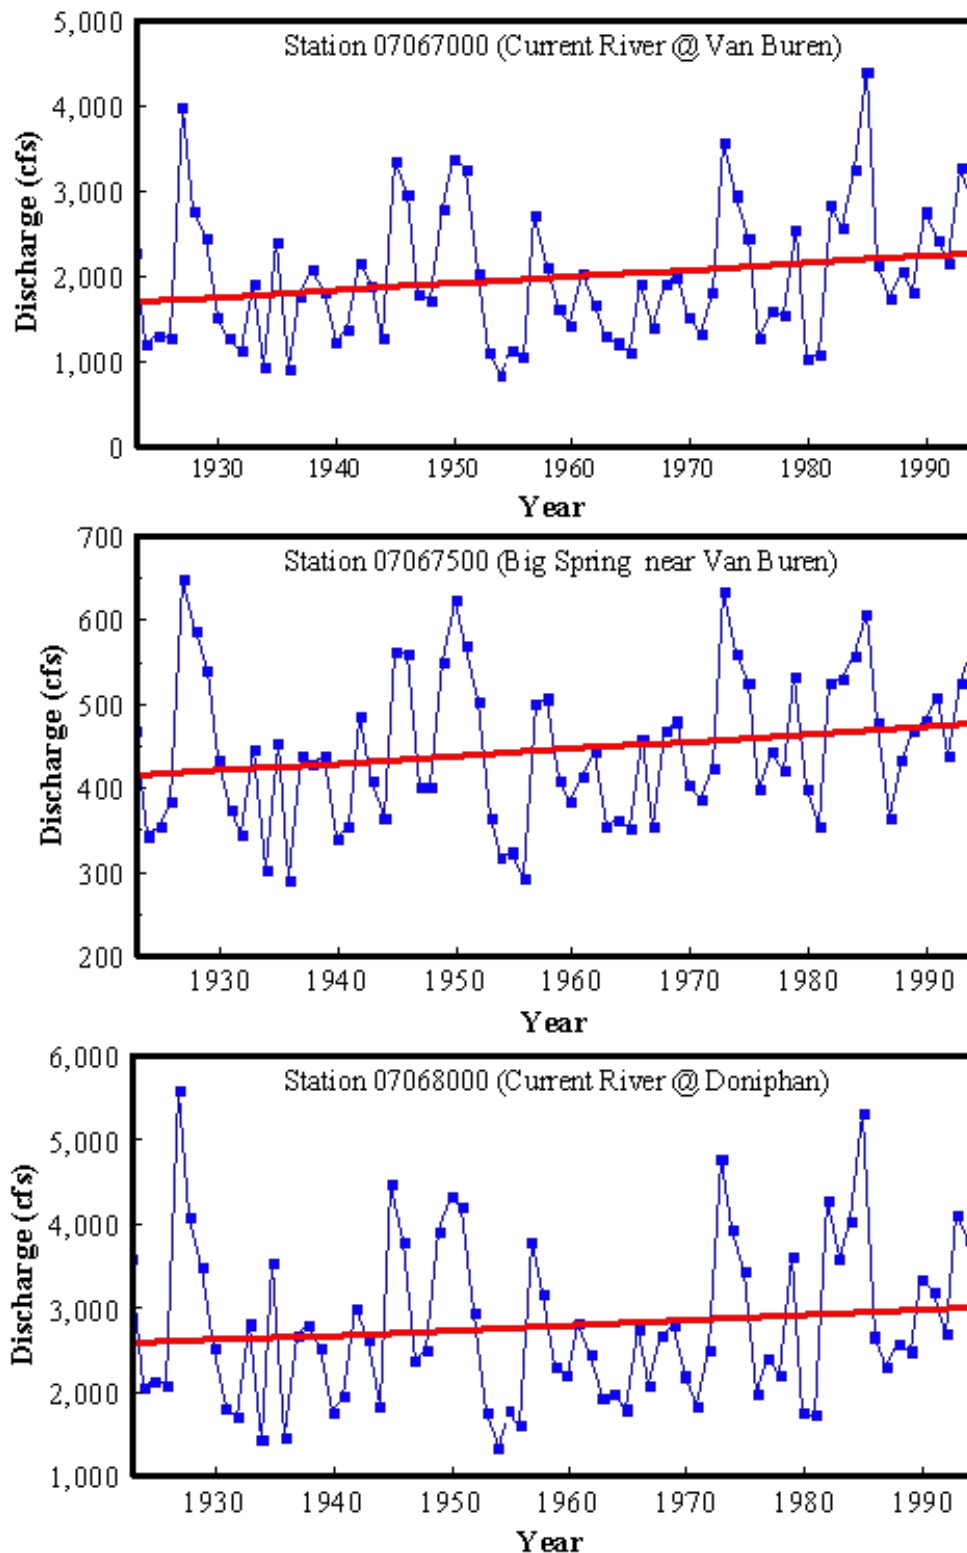 5,000
Station 07067000 (Current River @ Van Buren)
4,000
3,000
2,000
1,000
0
Discharge (cfs)
1930 1940 1950 1960 1970 1980 1990
Year
700
Station 07067500 (Big Spring near Van Buren)
600
500
400
300
200
Discharge (cfs)
1930 1940 1950 1960 1970 1980 1990
Year
6,000
Station 07068000 (Current River @ Doniphan)
5,000
4,000
3,000
2,000
1,000
Discharge (cfs)
1930 1940 1950 1960 1970 1980 1990
Year